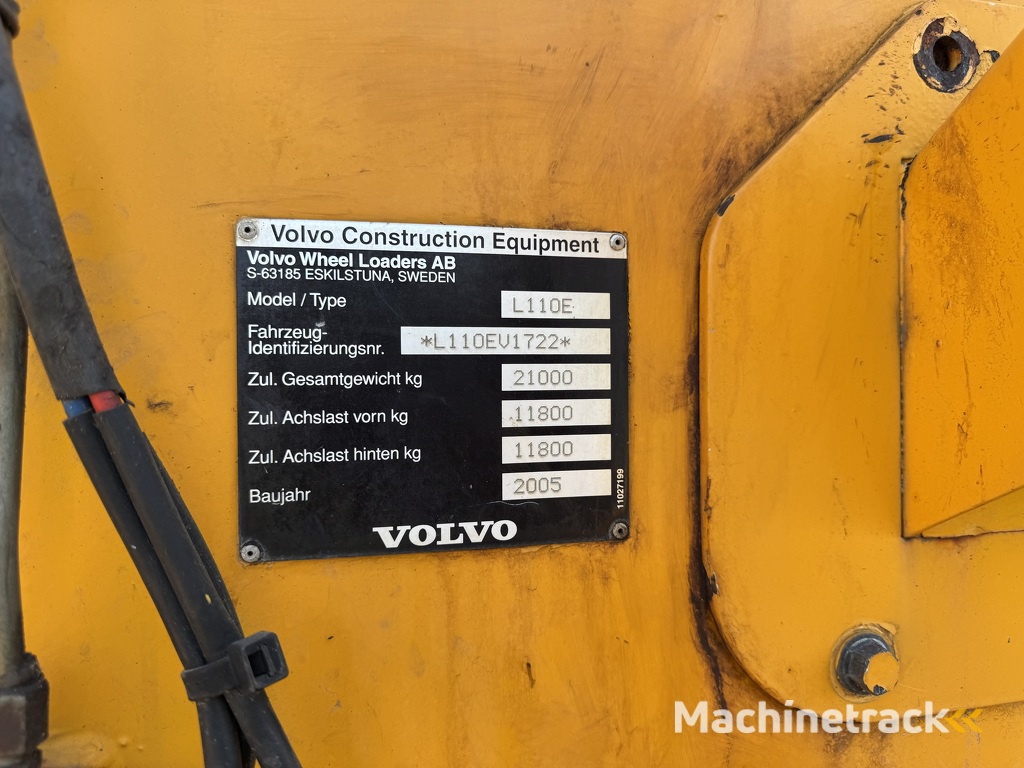 Volvo Construction Equipment
Volvo Wheel Loaders AB
S-63185 ESKILSTUNA, SWEDEN
Model / Type L110E
Fahrzeug-
Identifizierungsnr. *L110EV1722*
Zul. Gesamtgewicht kg 21000
Zul. Achslast vorn kg 11800
Zul. Achslast hinten kg 11800
Baujahr 2005
11027199
VOLVO
Machinetrack